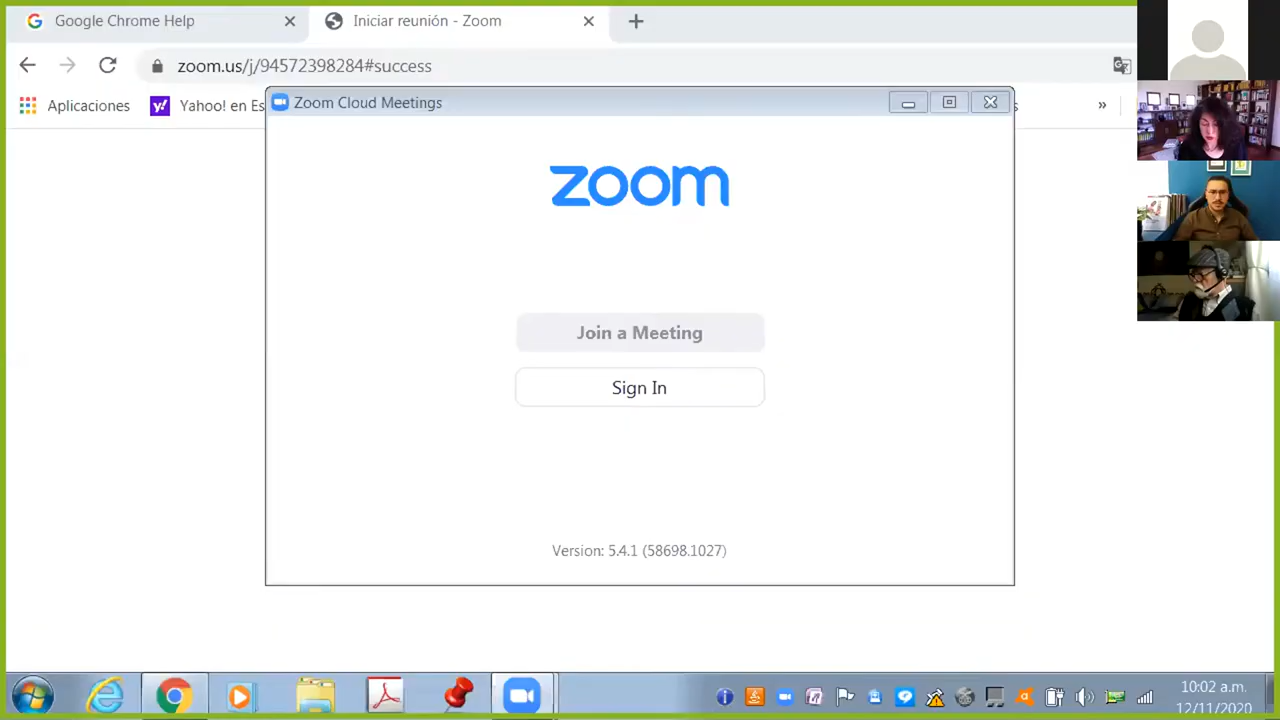 Google Chrome Help
Iniciar reunión - Zoom
zoom.us/j/94572398284#success
Aplicaciones
Yahoo! en Es
»
Zoom Cloud Meetings
zoom
Join a Meeting
Sign In
Version: 5.4.1 (58698.1027)
10:02 a.m.
12/11/2020